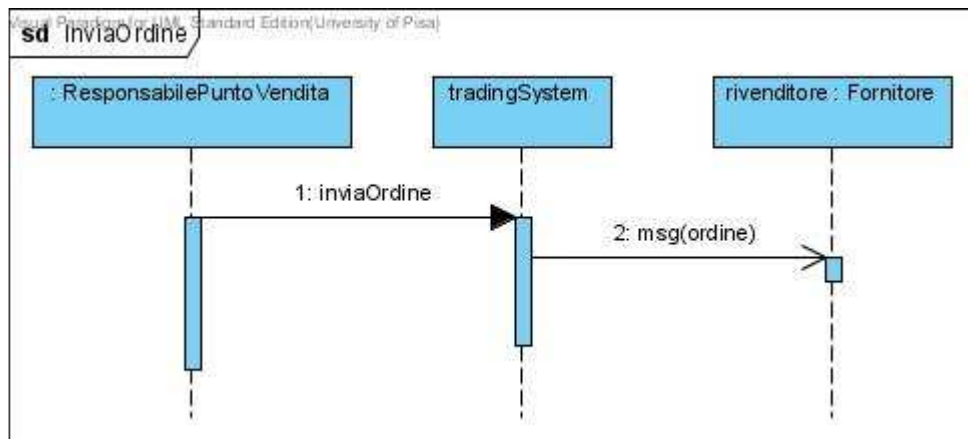 Visual Paradigm for UML Standard Edition(University of Pisa)
sd InviaOrdine
: ResponsabilePuntoVendita
tradingSystem
rivenditore : Fornitore
1: inviaOrdine
2: msg(ordine)